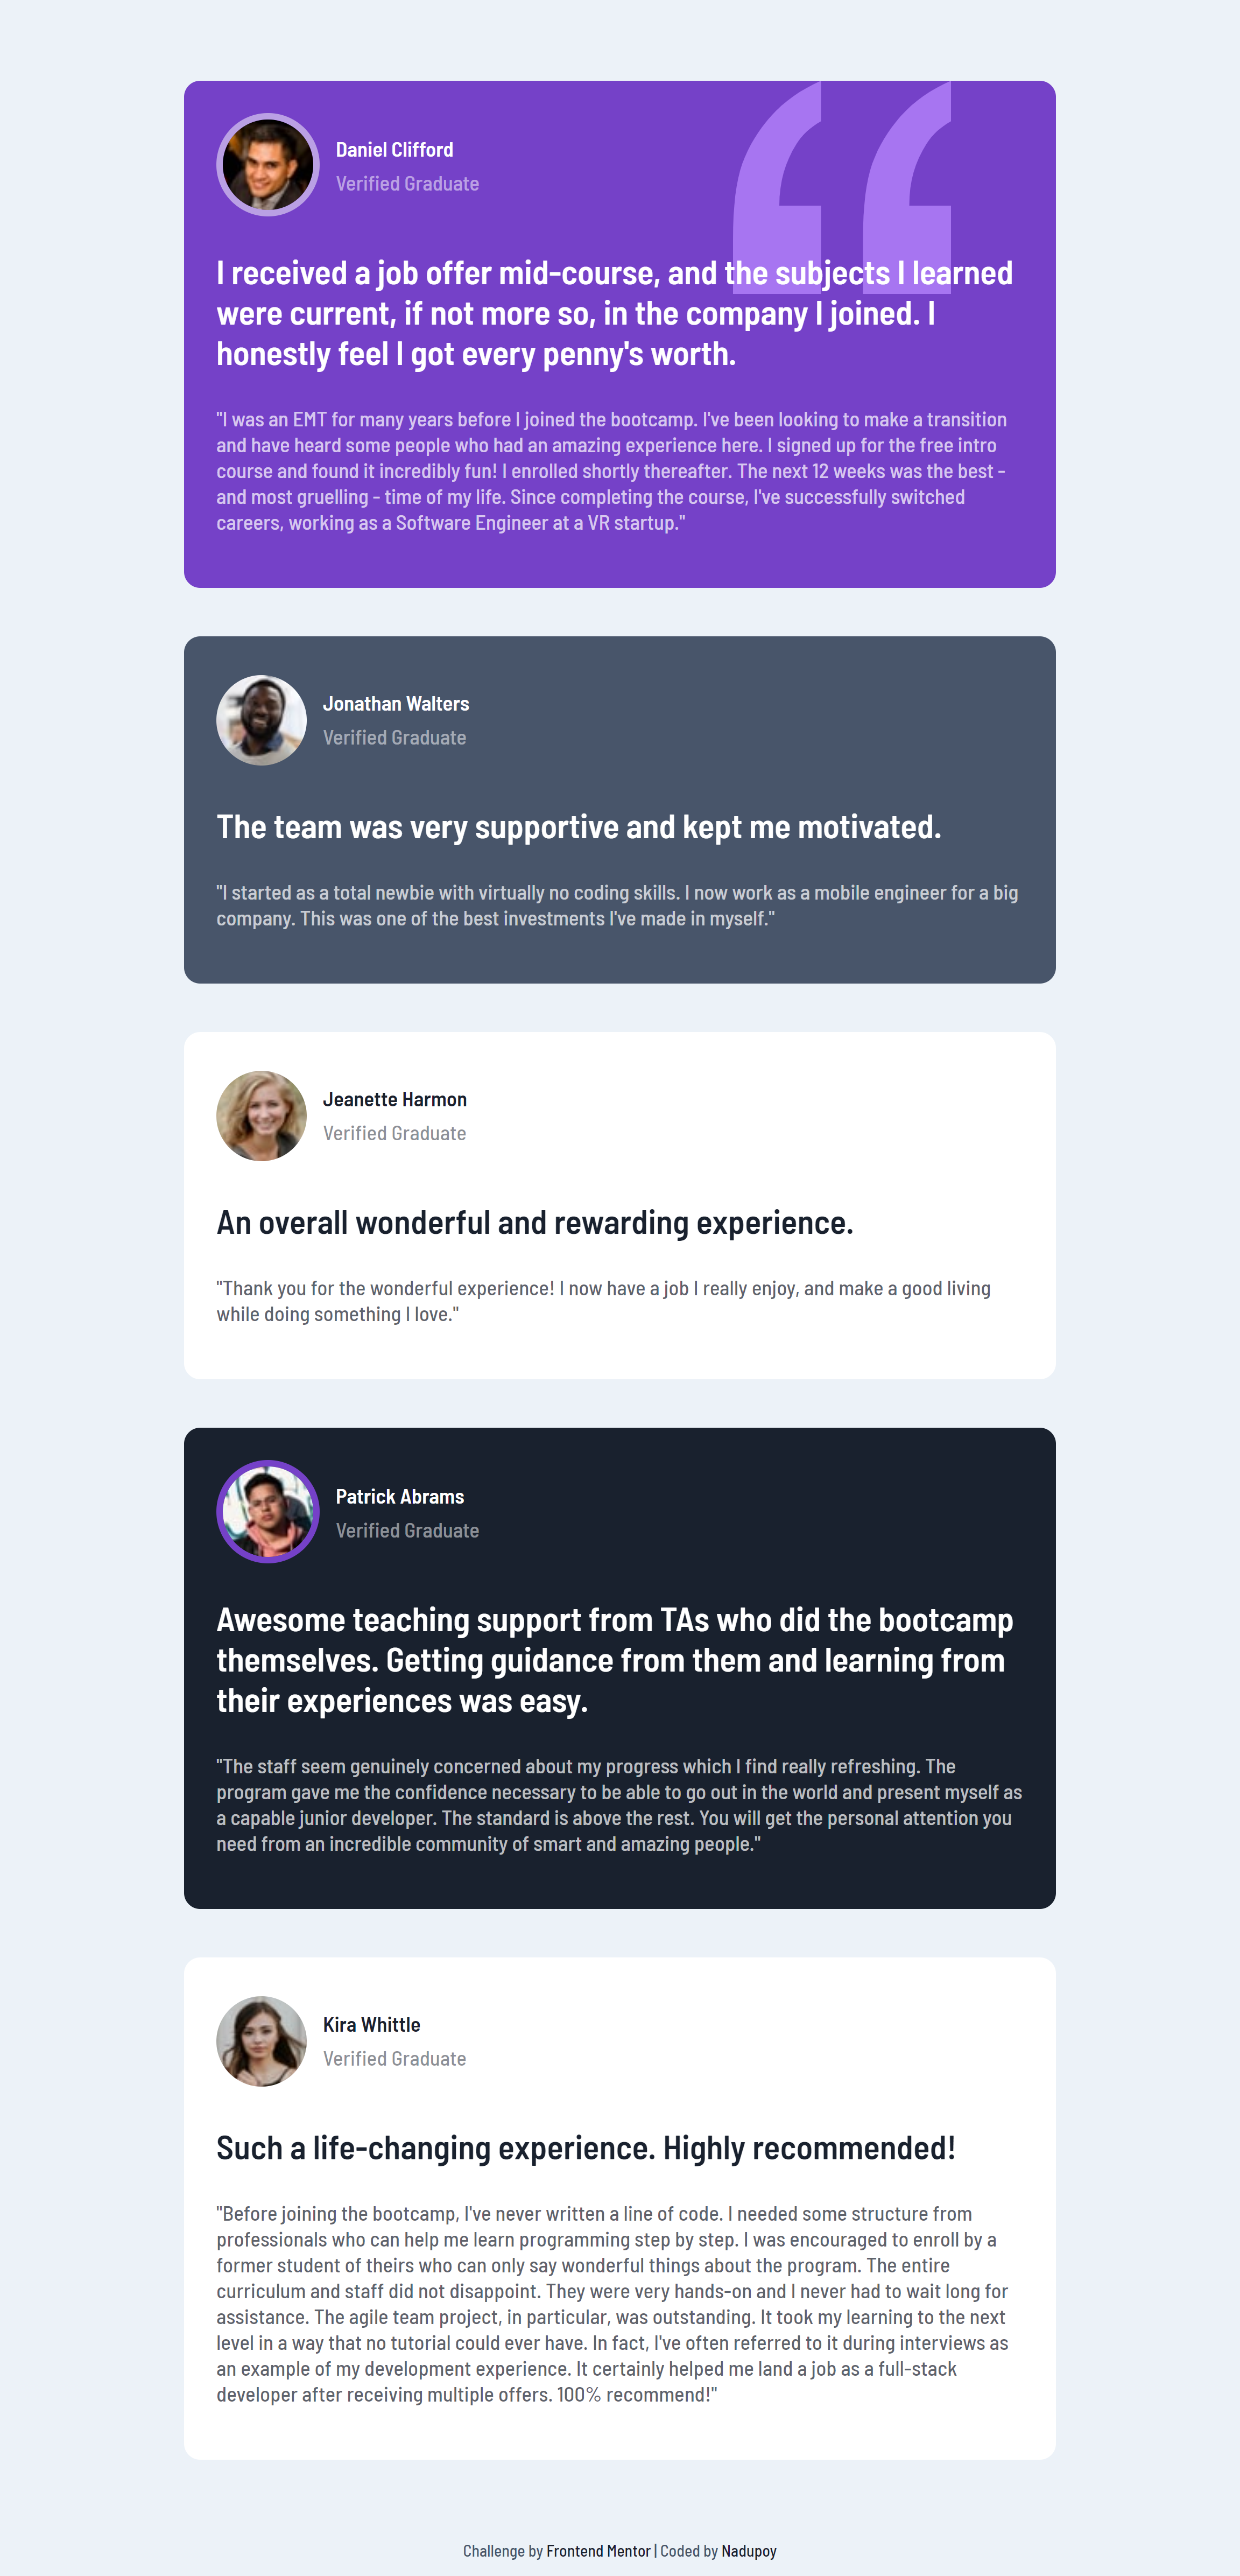 Daniel Clifford
Verified Graduate
I received a job offer mid-course, and the subjects I learned
were current, if not more so, in the company I joined. I
honestly feel I got every penny's worth.
"I was an EMT for many years before I joined the bootcamp. I've been looking to make a transition
and have heard some people who had an amazing experience here. I signed up for the free intro
course and found it incredibly fun! I enrolled shortly thereafter. The next 12 weeks was the best -
and most gruelling - time of my life. Since completing the course, I've successfully switched
careers, working as a Software Engineer at a VR startup."
Jonathan Walters
Verified Graduate
The team was very supportive and kept me motivated.
"I started as a total newbie with virtually no coding skills. I now work as a mobile engineer for a big
company. This was one of the best investments I've made in myself."
Jeanette Harmon
Verified Graduate
An overall wonderful and rewarding experience.
"Thank you for the wonderful experience! I now have a job I really enjoy, and make a good living
while doing something I love."
Patrick Abrams
Verified Graduate
Awesome teaching support from TAs who did the bootcamp
themselves. Getting guidance from them and learning from
their experiences was easy.
"The staff seem genuinely concerned about my progress which I find really refreshing. The
program gave me the confidence necessary to be able to go out in the world and present myself as
a capable junior developer. The standard is above the rest. You will get the personal attention you
need from an incredible community of smart and amazing people."
Kira Whittle
Verified Graduate
Such a life-changing experience. Highly recommended!
"Before joining the bootcamp, I've never written a line of code. I needed some structure from
professionals who can help me learn programming step by step. I was encouraged to enroll by a
former student of theirs who can only say wonderful things about the program. The entire
curriculum and staff did not disappoint. They were very hands-on and I never had to wait long for
assistance. The agile team project, in particular, was outstanding. It took my learning to the next
level in a way that no tutorial could ever have. In fact, I've often referred to it during interviews as
an example of my development experience. It certainly helped me land a job as a full-stack
developer after receiving multiple offers. 100% recommend!"
Challenge by Frontend Mentor | Coded by Nadupoy